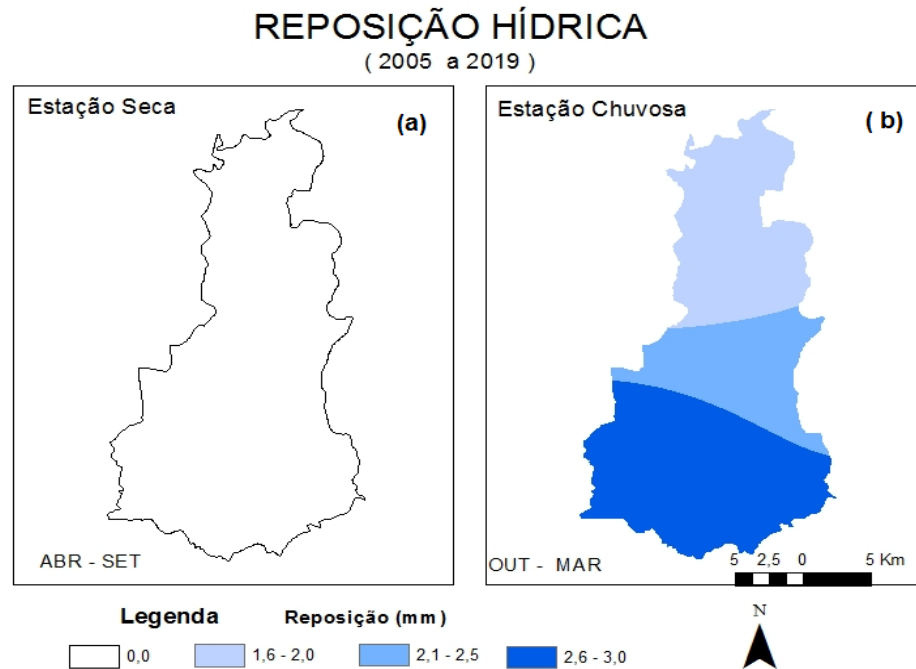 REPOSIÇÃO HÍDRICA
( 2005 a 2019 )
Estação Seca
(a)
ABR - SET
Estação Chuvosa
( b)
OUT - MAR
5 2,5 0 5 Km
Legenda
Reposição (mm)
0,0
1,6 - 2,0
2,1 - 2,5
2,6 - 3,0
N